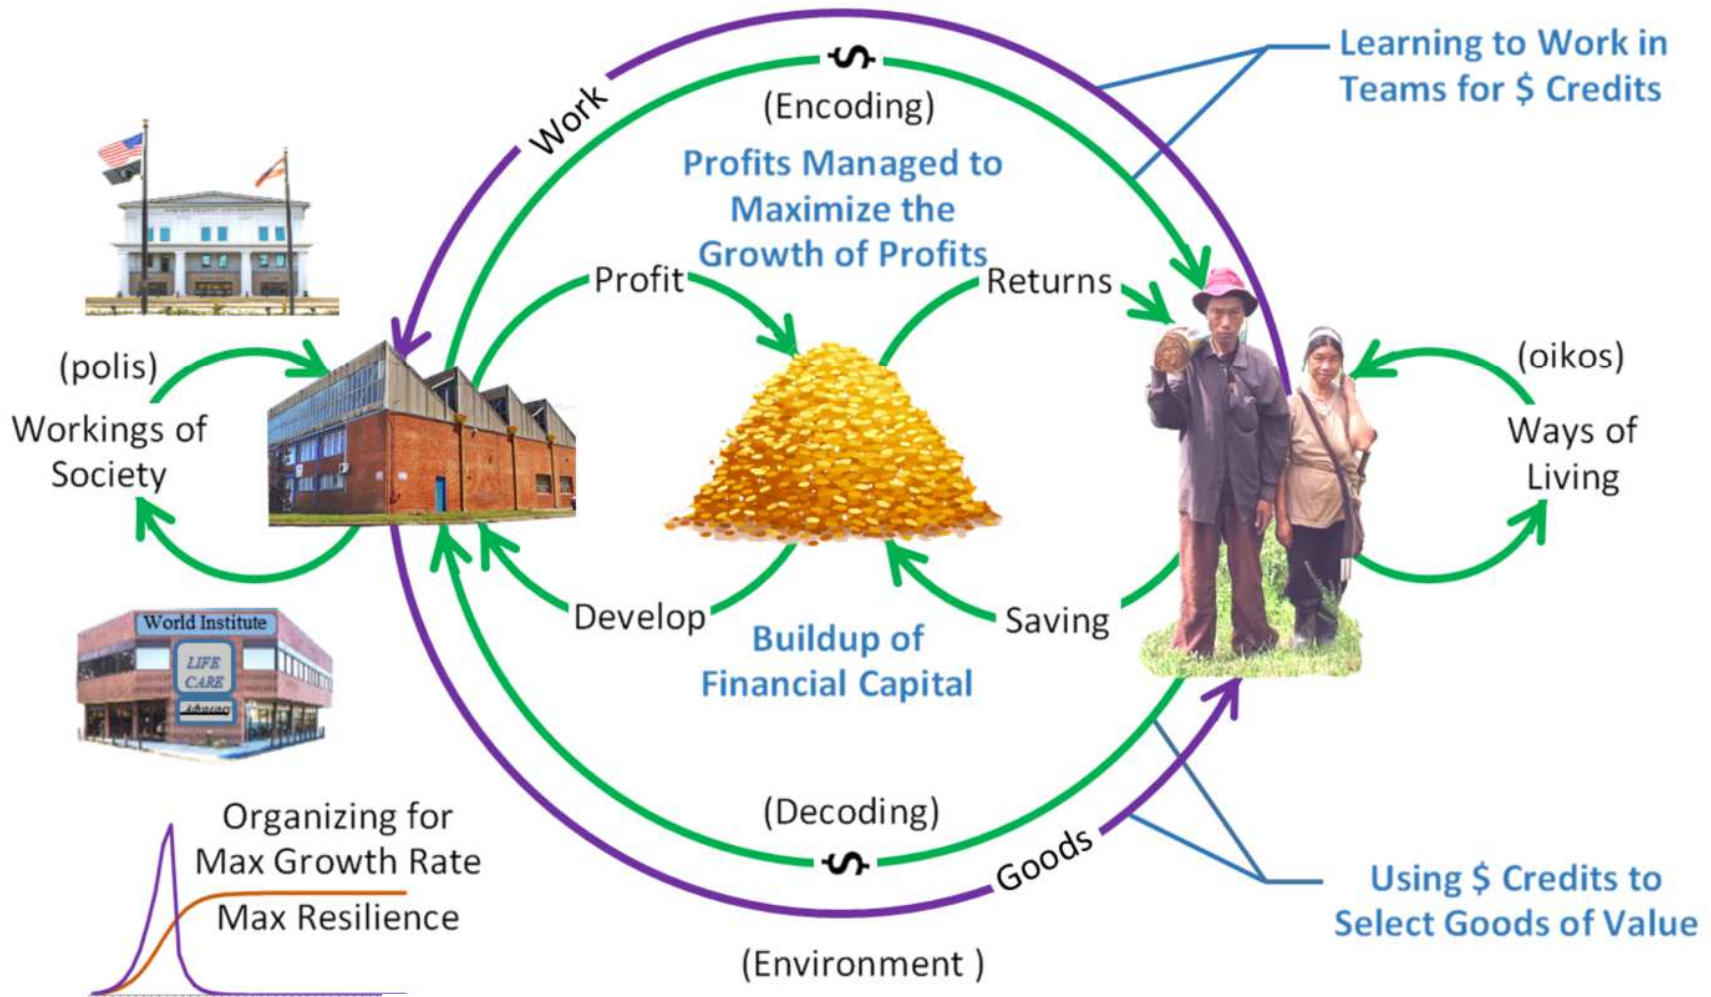 $
Learning to Work in
Teams for $ Credits
Work
(Encoding)
Profits Managed to
Maximize the
Growth of Profits
Profit
Returns
(polis)
Workings of
Society
(oikos)
Ways of
Living
Develop
Saving
Buildup of
Financial Capital
World Institute
LIFE
CARE
Advocacy
(Decoding)
$
Goods
Organizing for
Max Growth Rate
Max Resilience
Using $ Credits to
Select Goods of Value
(Environment )